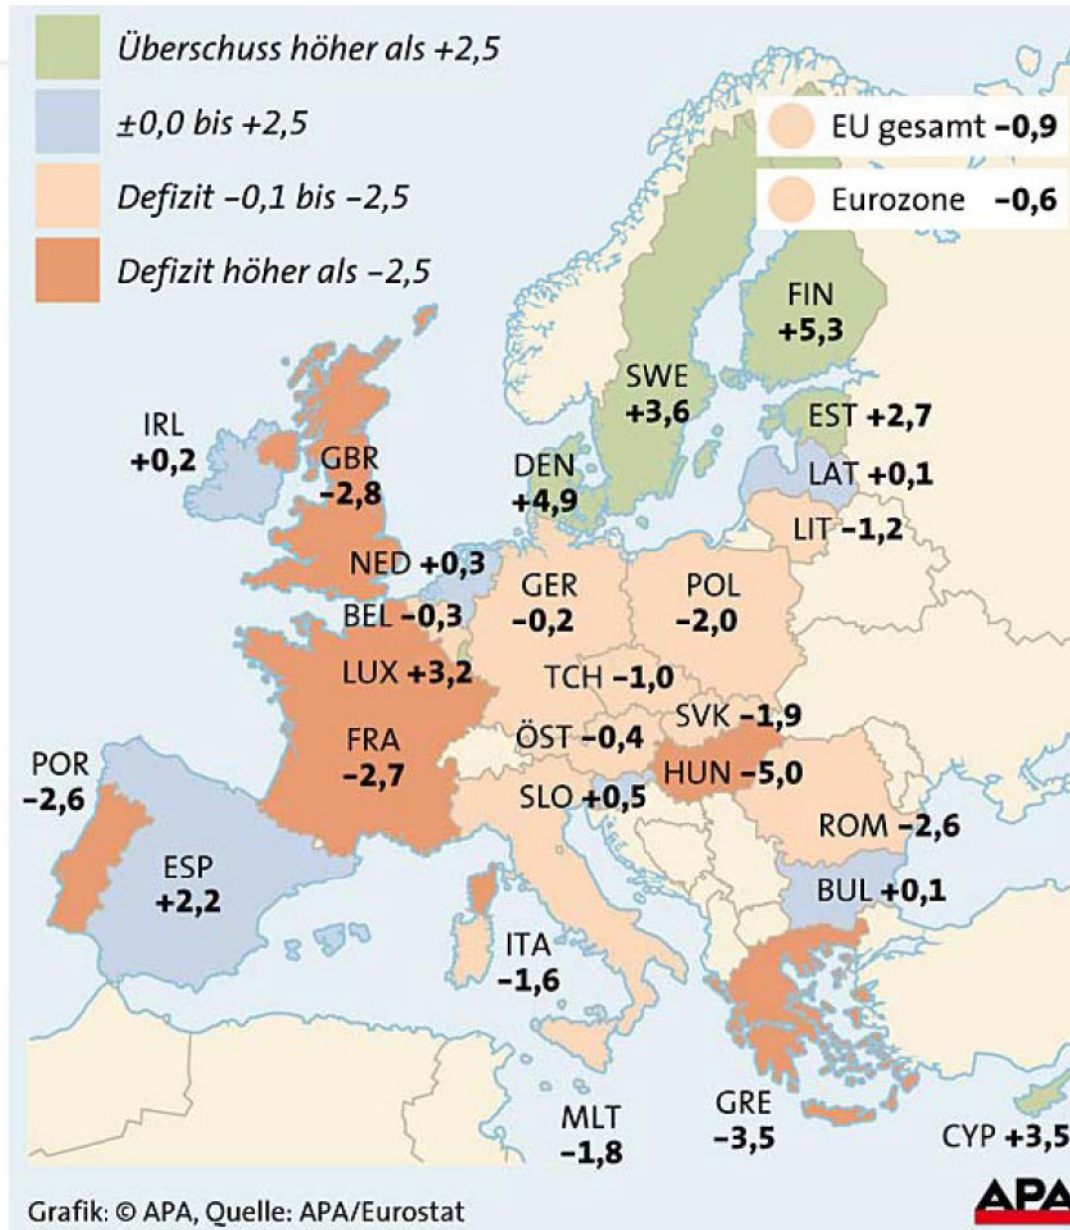 Überschuss höher als +2,5
±0,0 bis +2,5
Defizit −0,1 bis −2,5
Defizit höher als −2,5
EU gesamt −0,9
Eurozone −0,6
FIN
+5,3
SWE
+3,6
EST +2,7
IRL
+0,2
GBR
−2,8
DEN
+4,9
LAT +0,1
LIT −1,2
NED +0,3
GER
−0,2
POL
−2,0
BEL −0,3
LUX +3,2
TCH −1,0
SVK −1,9
ÖST −0,4
FRA
−2,7
POR
−2,6
HUN −5,0
SLO +0,5
ROM −2,6
ESP
+2,2
BUL +0,1
ITA
−1,6
MLT
−1,8
GRE
−3,5
CYP +3,5
Grafik: © APA, Quelle: APA/Eurostat
APA